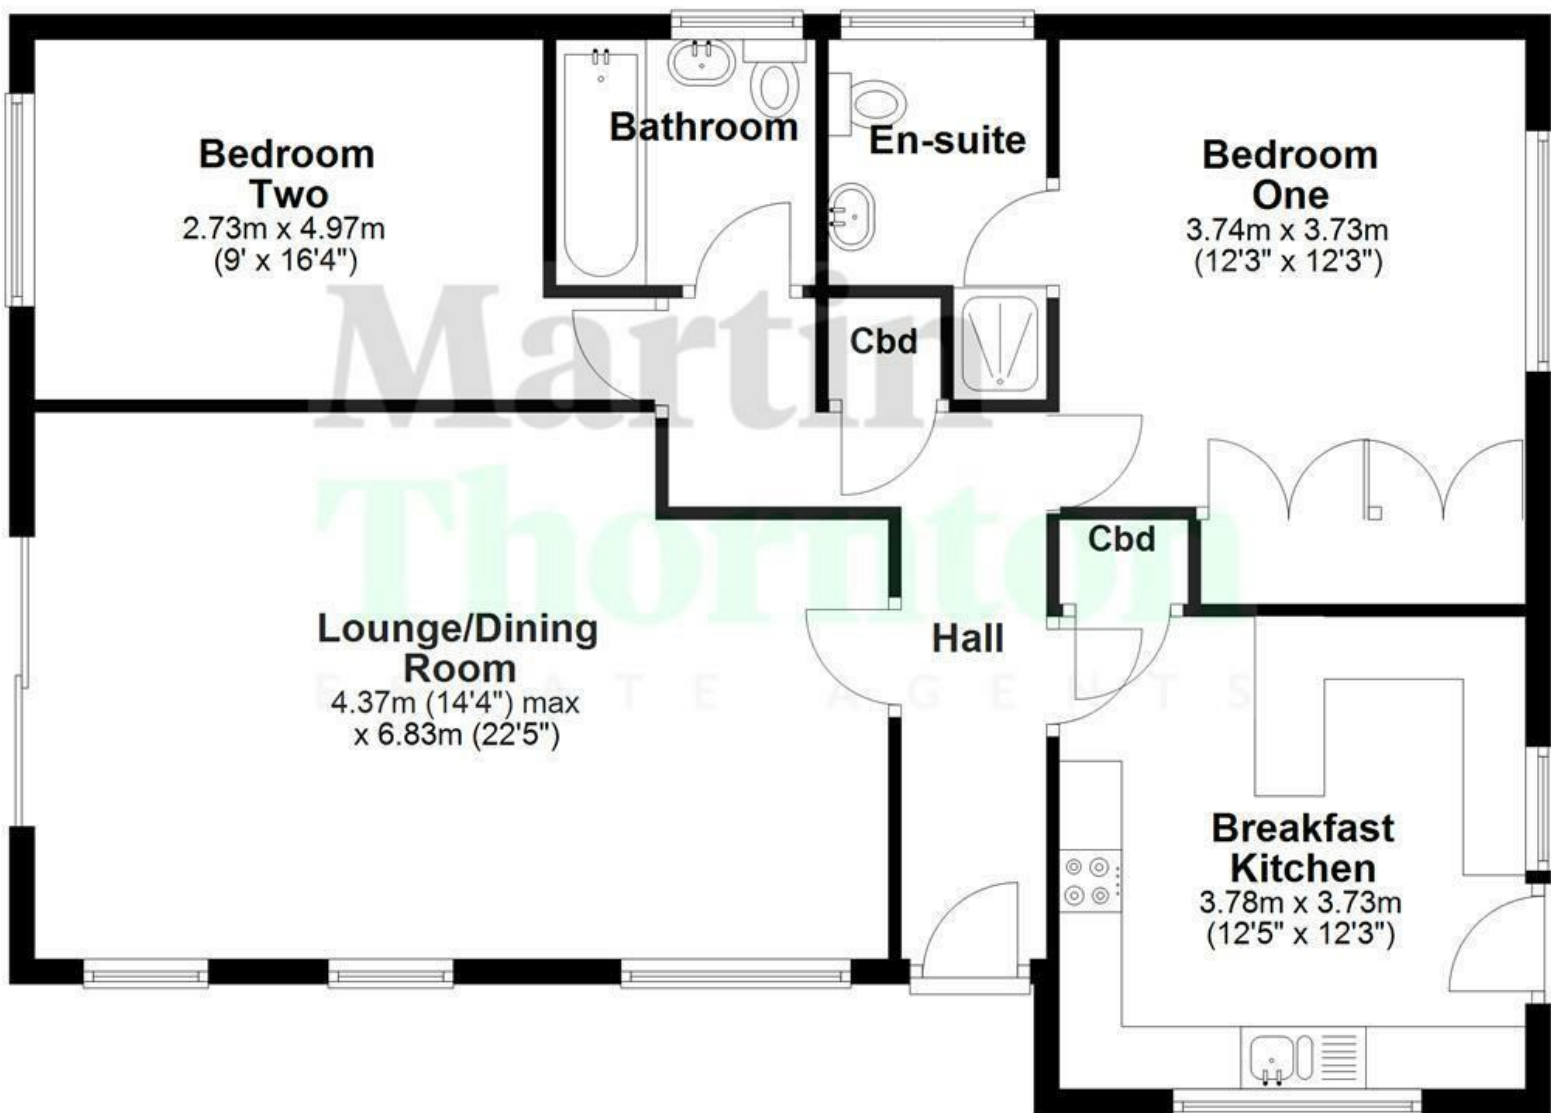 Bedroom
Two
2.73m x 4.97m
(9' x 16'4")
Bathroom
En-suite
Bedroom
One
3.74m x 3.73m
(12'3" x 12'3")
Cbd
Cbd
Lounge/Dining
Room
4.37m (14'4") max
x 6.83m (22'5")
Hall
Breakfast
Kitchen
3.78m x 3.73m
(12'5" x 12'3")
Martin
Thornton
ESTATE AGENTS